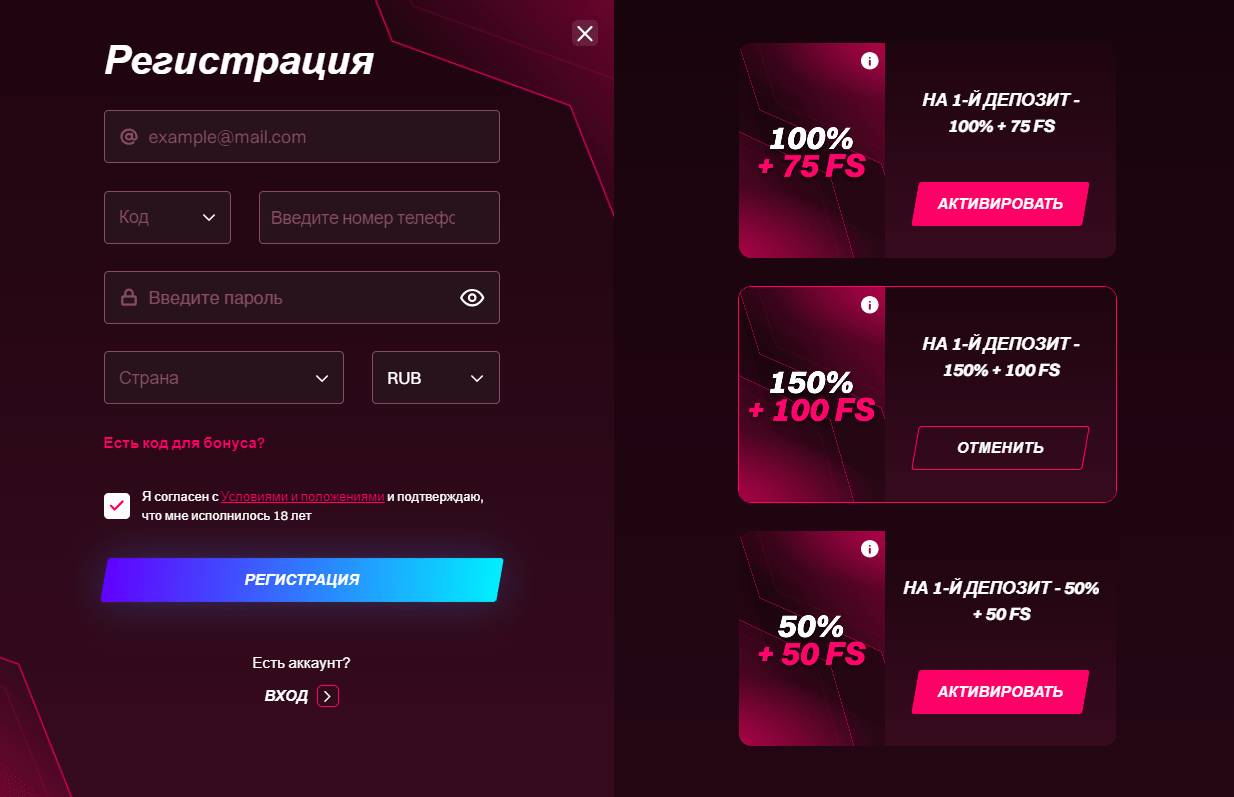 Регистрация
@ example@mail.com
Код
Введите номер телефс
Введите пароль
Страна
RUB
Есть код для бонуса?
Я согласен с Условиями и положениями и подтверждаю,
что мне исполнилось 18 лет
РЕГИСТРАЦИЯ
Есть аккаунт?
ВХОД
100%
+ 75 FS
НА 1-Й ДЕПОЗИТ -
100% + 75 FS
АКТИВИРОВАТЬ
150%
+ 100 FS
НА 1-Й ДЕПОЗИТ -
150% + 100 FS
ОТМЕНИТЬ
50%
+ 50 FS
НА 1-Й ДЕПОЗИТ - 50%
+ 50 FS
АКТИВИРОВАТЬ